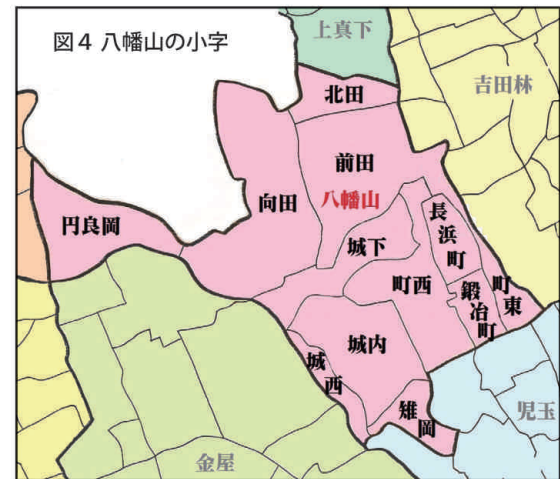 図4 八幡山の小字
上真下
吉田林
北田
前田
八幡山
向田
円良岡
長浜町
城下
町西
町東
鍛冶町
城内
城西
雉岡
児玉
金屋